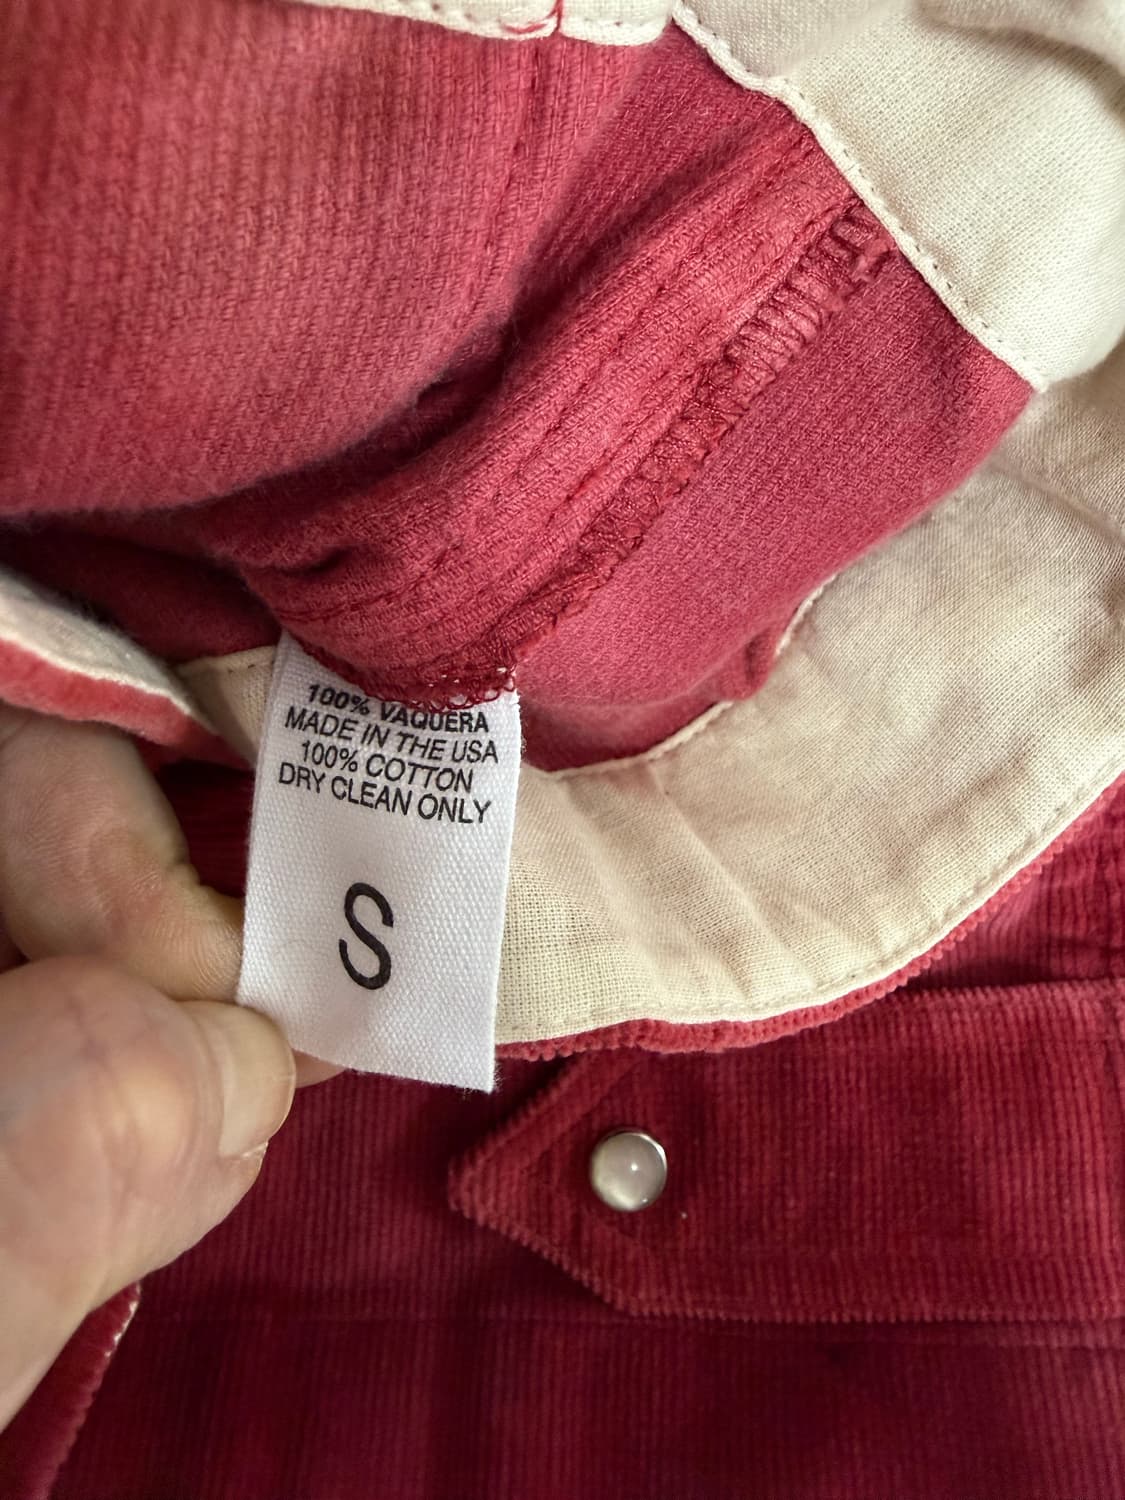 100% VAQUERA
MADE IN THE USA
100% COTTON
DRY CLEAN ONLY
S